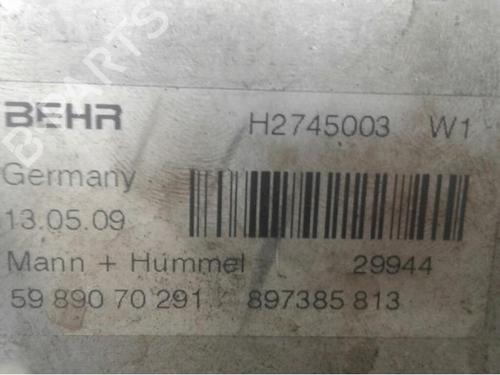 BEHR H2745003 W1
Germany
13.05.09
Mann + Hummel 29944
59 890 70 291 897385 813